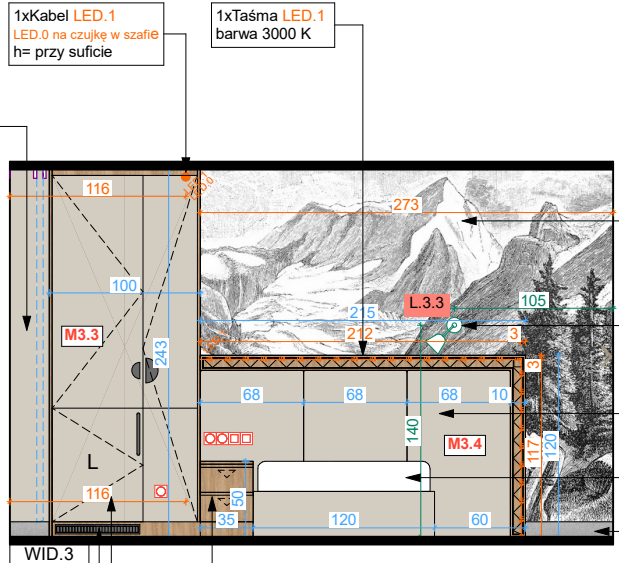 1xKabel LED.1
LED.0 na czujkę w szafie
h= przy suficie
1xTaśma LED.1
barwa 3000 K
116
273
100
M3.3
243
L.3.3
105
215
212
3
3
68
68
68
10
140
M3.4
117
120
L
116
50
35
120
60
WID.3